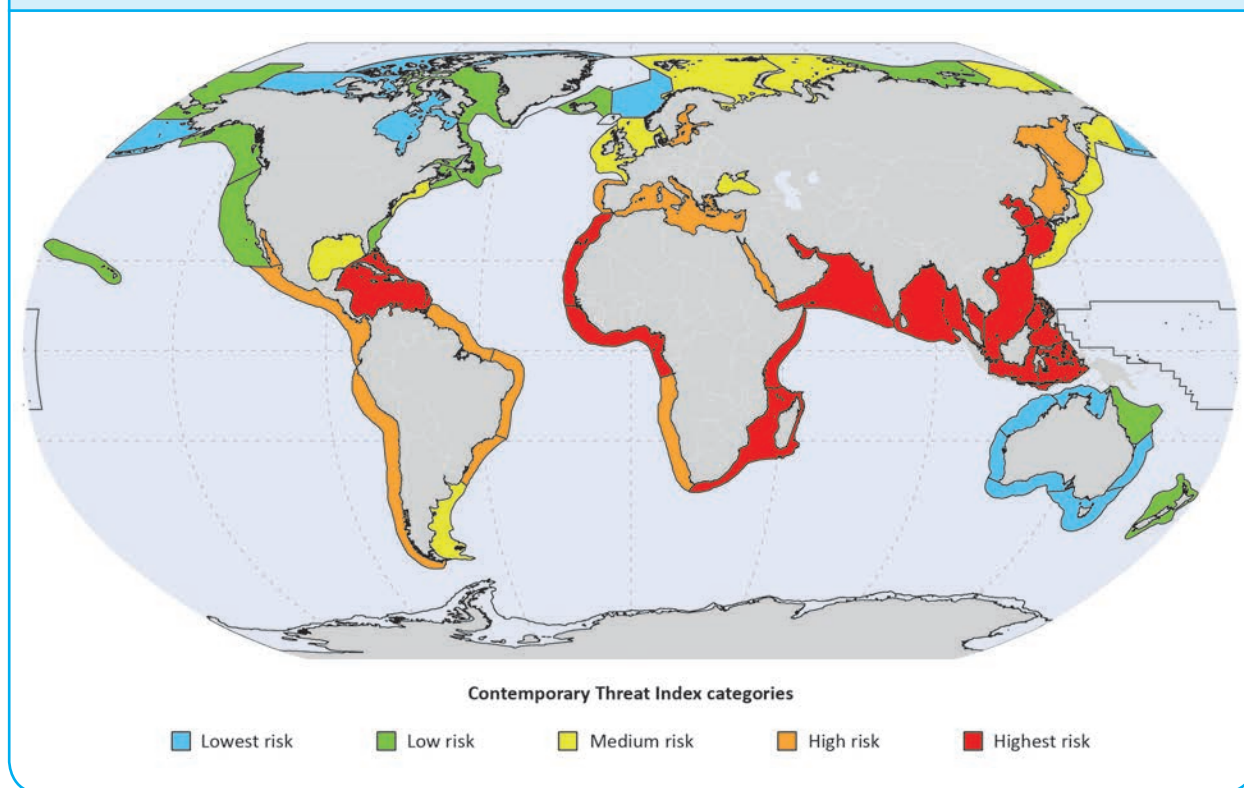 Contemporary Threat Index categories
Lowest risk
Low risk
Medium risk
High risk
Highest risk